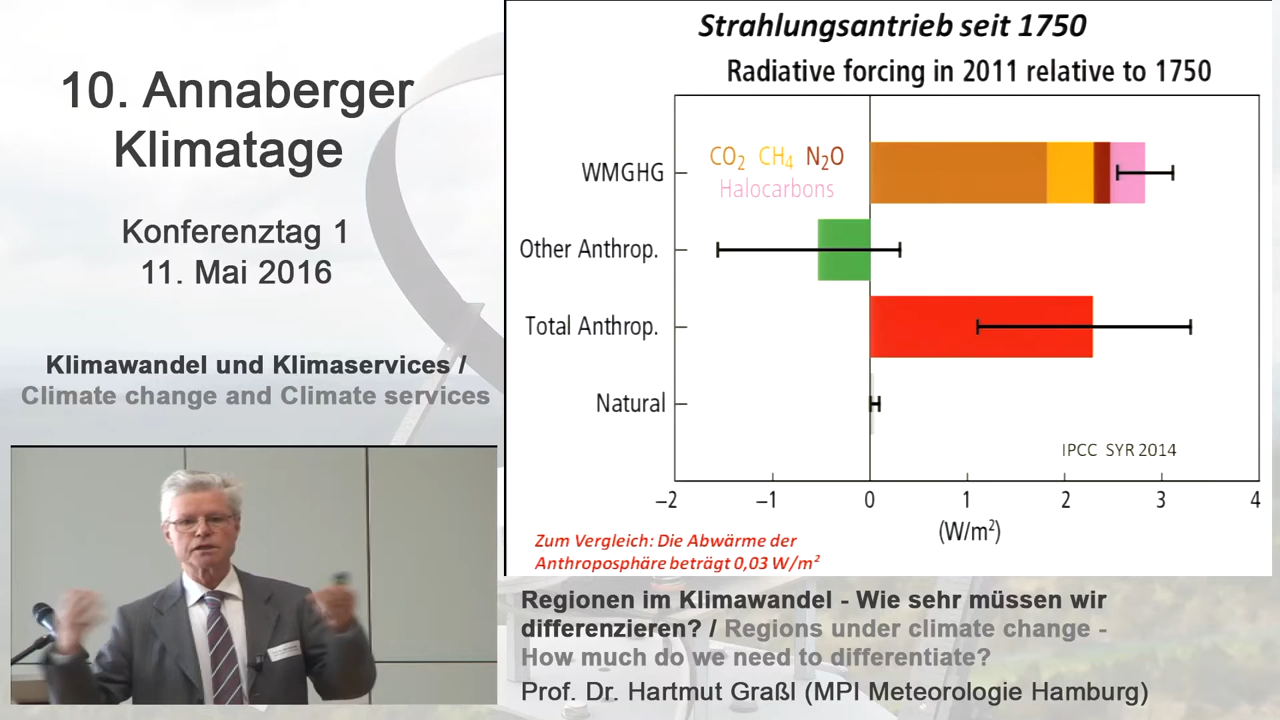 10. Annaberger
Klimatage
Konferenztag 1
11. Mai 2016
Klimawandel und Klimaservices /
Climate change and Climate services
Strahlungsantrieb seit 1750
Radiative forcing in 2011 relative to 1750
CO₂ CH₄ N₂O
Halocarbons
WMGHG
Other Anthrop.
Total Anthrop.
Natural
IPCC SYR 2014
−2 −1 0 1 2 3 4
(W/m²)
Zum Vergleich: Die Abwärme der
Anthroposphäre beträgt 0,03 W/m²
Regionen im Klimawandel - Wie sehr müssen wir
differenzieren? / Regions under climate change -
How much do we need to differentiate?
Prof. Dr. Hartmut Graßl (MPI Meteorologie Hamburg)